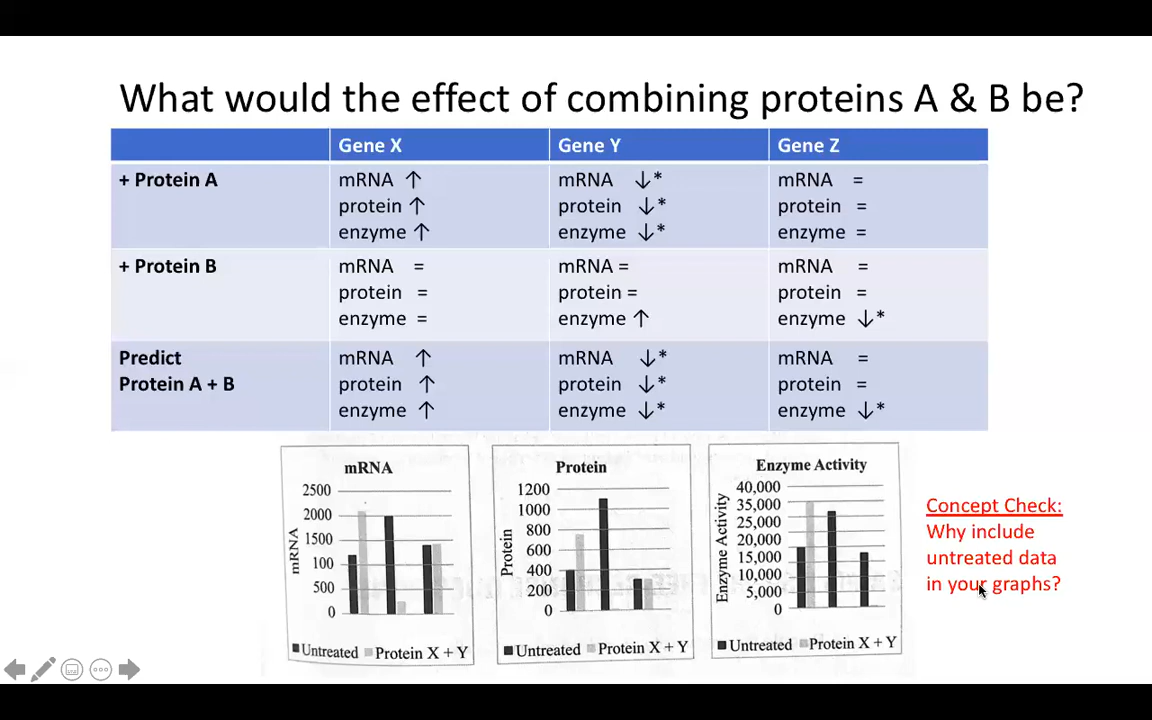 What would the effect of combining proteins A & B be?
Gene X Gene Y Gene Z
+ Protein A
mRNA ↑
protein ↑
enzyme ↑
mRNA ↓*
protein ↓*
enzyme ↓*
mRNA =
protein =
enzyme =
+ Protein B
mRNA =
protein =
enzyme =
mRNA =
protein =
enzyme ↑
mRNA =
protein =
enzyme ↓*
Predict
Protein A + B
mRNA ↑
protein ↑
enzyme ↑
mRNA ↓*
protein ↓*
enzyme ↓*
mRNA =
protein =
enzyme ↓*
mRNA
mRNA
2500
2000
1500
100
500
0
Untreated Protein X + Y
Protein
Protein
1200
1000
800
600
400
200
0
Untreated Protein X + Y
Enzyme Activity
Enzyme Activity
40,000
35,000
25,000
20,000
15,000
10,000
5,000
0
Untreated Protein X + Y
Concept Check:
Why include
untreated data
in your graphs?